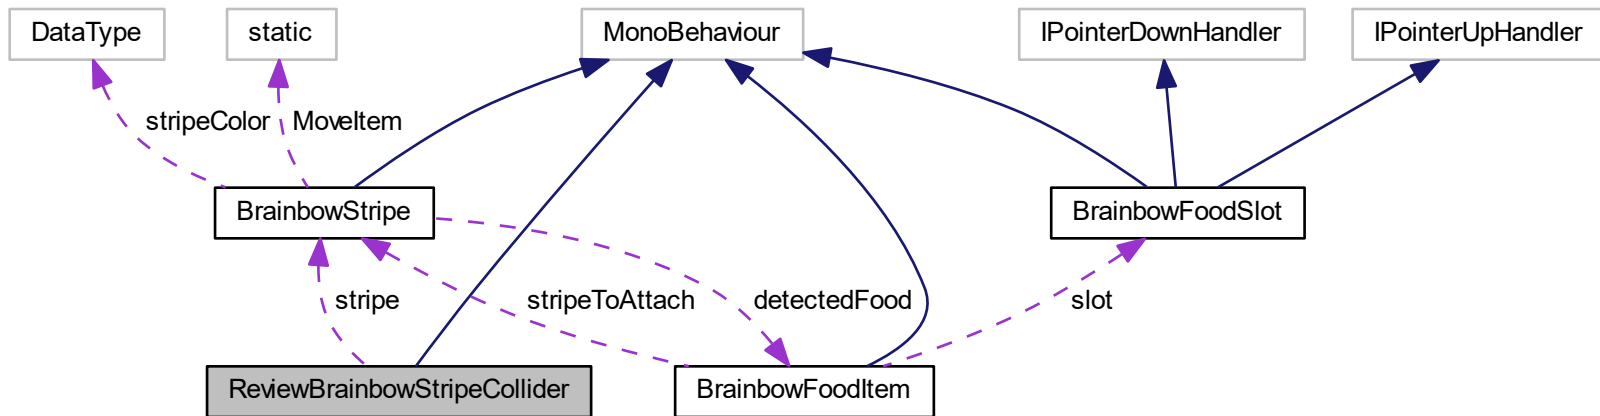 DataType
static
MonoBehaviour
IPointerDownHandler
IPointerUpHandler
stripeColor
MoveItem
BrainbowStripe
BrainbowFoodSlot
stripe
stripeToAttach
detectedFood
slot
ReviewBrainbowStripeCollider
BrainbowFoodItem